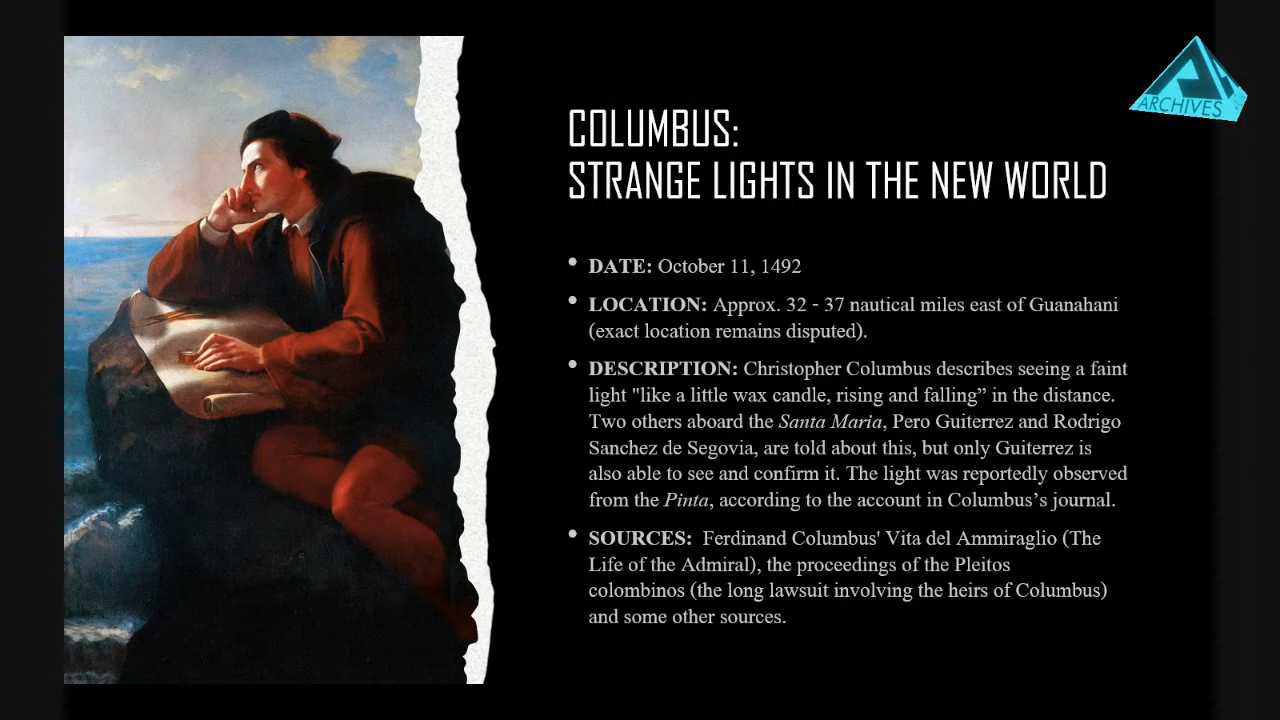 ARCHIVES
COLUMBUS:
STRANGE LIGHTS IN THE NEW WORLD
• DATE: October 11, 1492
• LOCATION: Approx. 32 - 37 nautical miles east of Guanahani
(exact location remains disputed).
• DESCRIPTION: Christopher Columbus describes seeing a faint
light "like a little wax candle, rising and falling” in the distance.
Two others aboard the Santa Maria, Pero Guiterrez and Rodrigo
Sanchez de Segovia, are told about this, but only Guiterrez is
also able to see and confirm it. The light was reportedly observed
from the Pinta, according to the account in Columbus’s journal.
• SOURCES:  Ferdinand Columbus' Vita del Ammiraglio (The
Life of the Admiral), the proceedings of the Pleitos
colombinos (the long lawsuit involving the heirs of Columbus)
and some other sources.